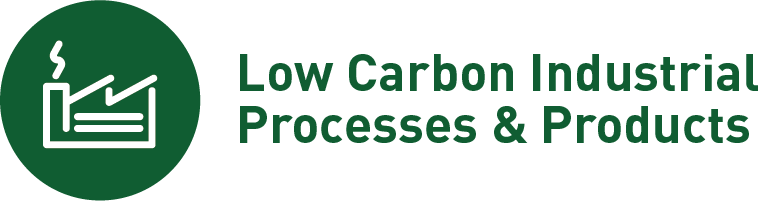 Low Carbon Industrial
Processes & Products